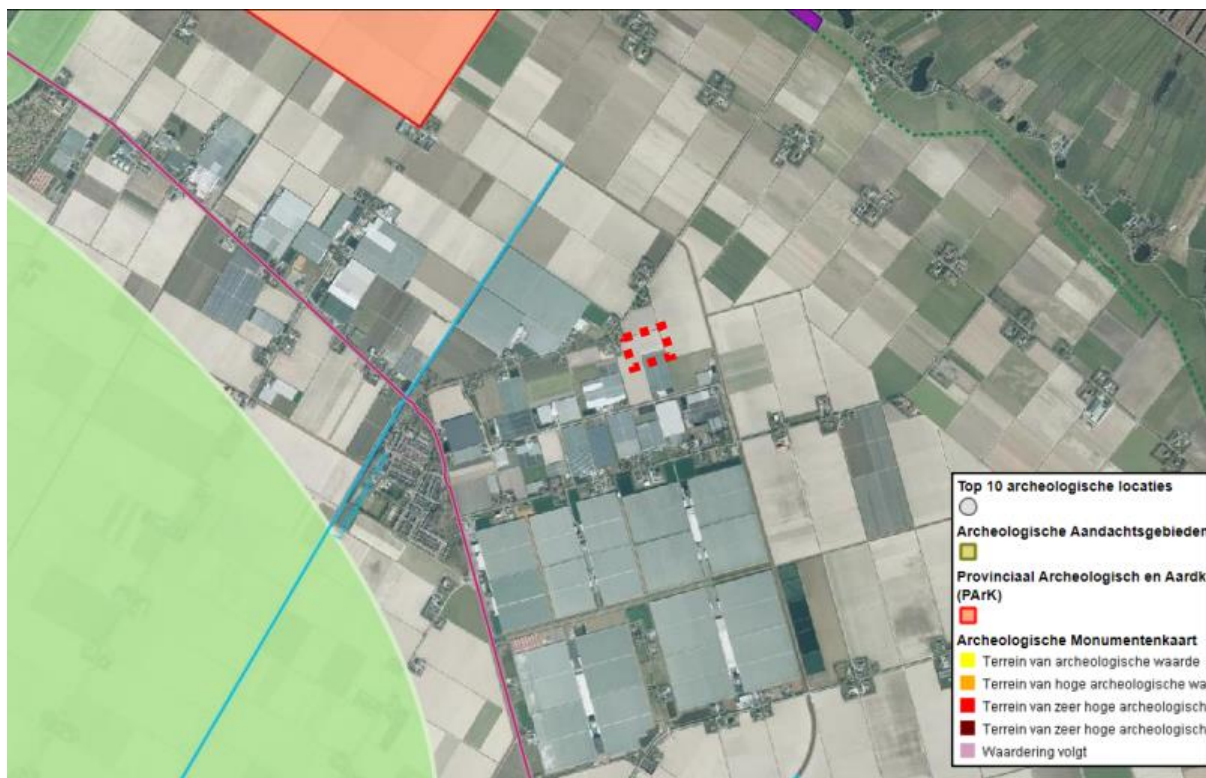 Top 10 archeologische locaties
Archeologische Aandachtsgebieden
Provinciaal Archeologisch en Aardk
(PArK)
Archeologische Monumentenkaart
Terrein van archeologische waarde
Terrein van hoge archeologische wa
Terrein van zeer hoge archeologisch
Terrein van zeer hoge archeologisch
Waardering volgt